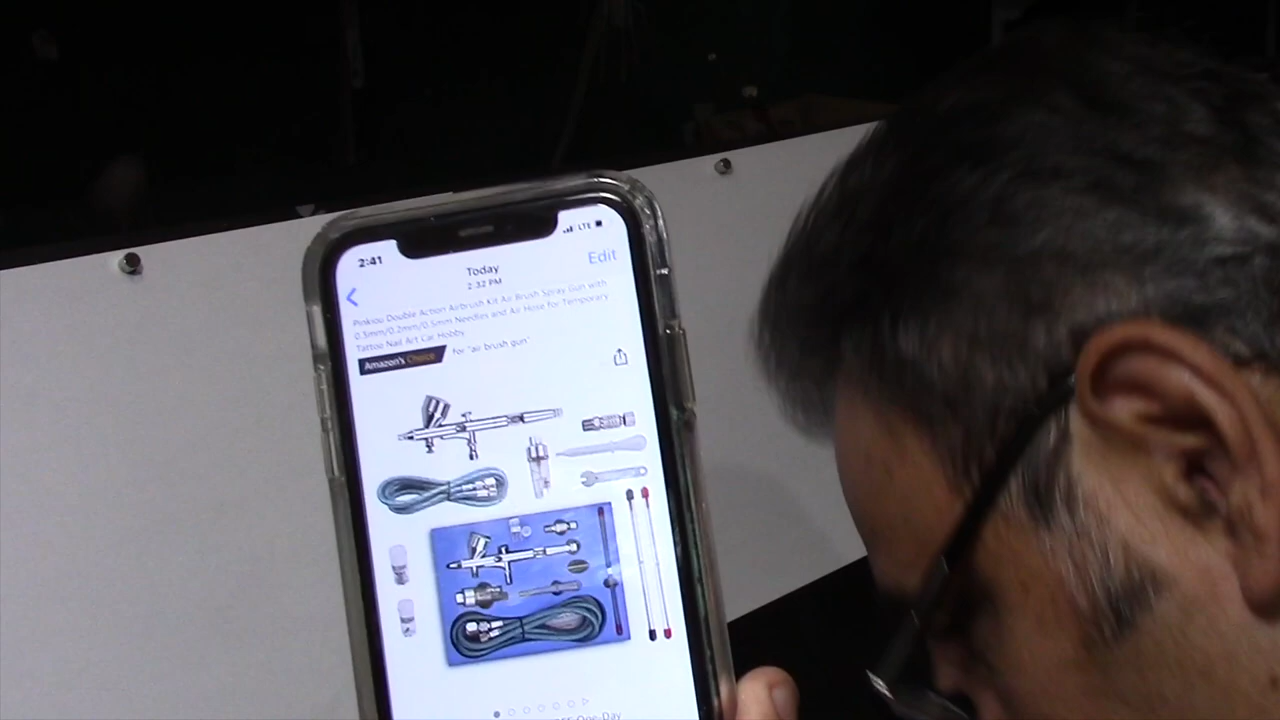 2:41
LTE
Today
2:32 PM
Edit
Pinkiou Double Action Airbrush Kit Air Brush Spray Gun with
0.3mm/0.2mm/0.5mm Needles and Air Hose for Temporary
Tattoo Nail Art Car Hobby
Amazon's Choice for "air brush gun"
One-Day